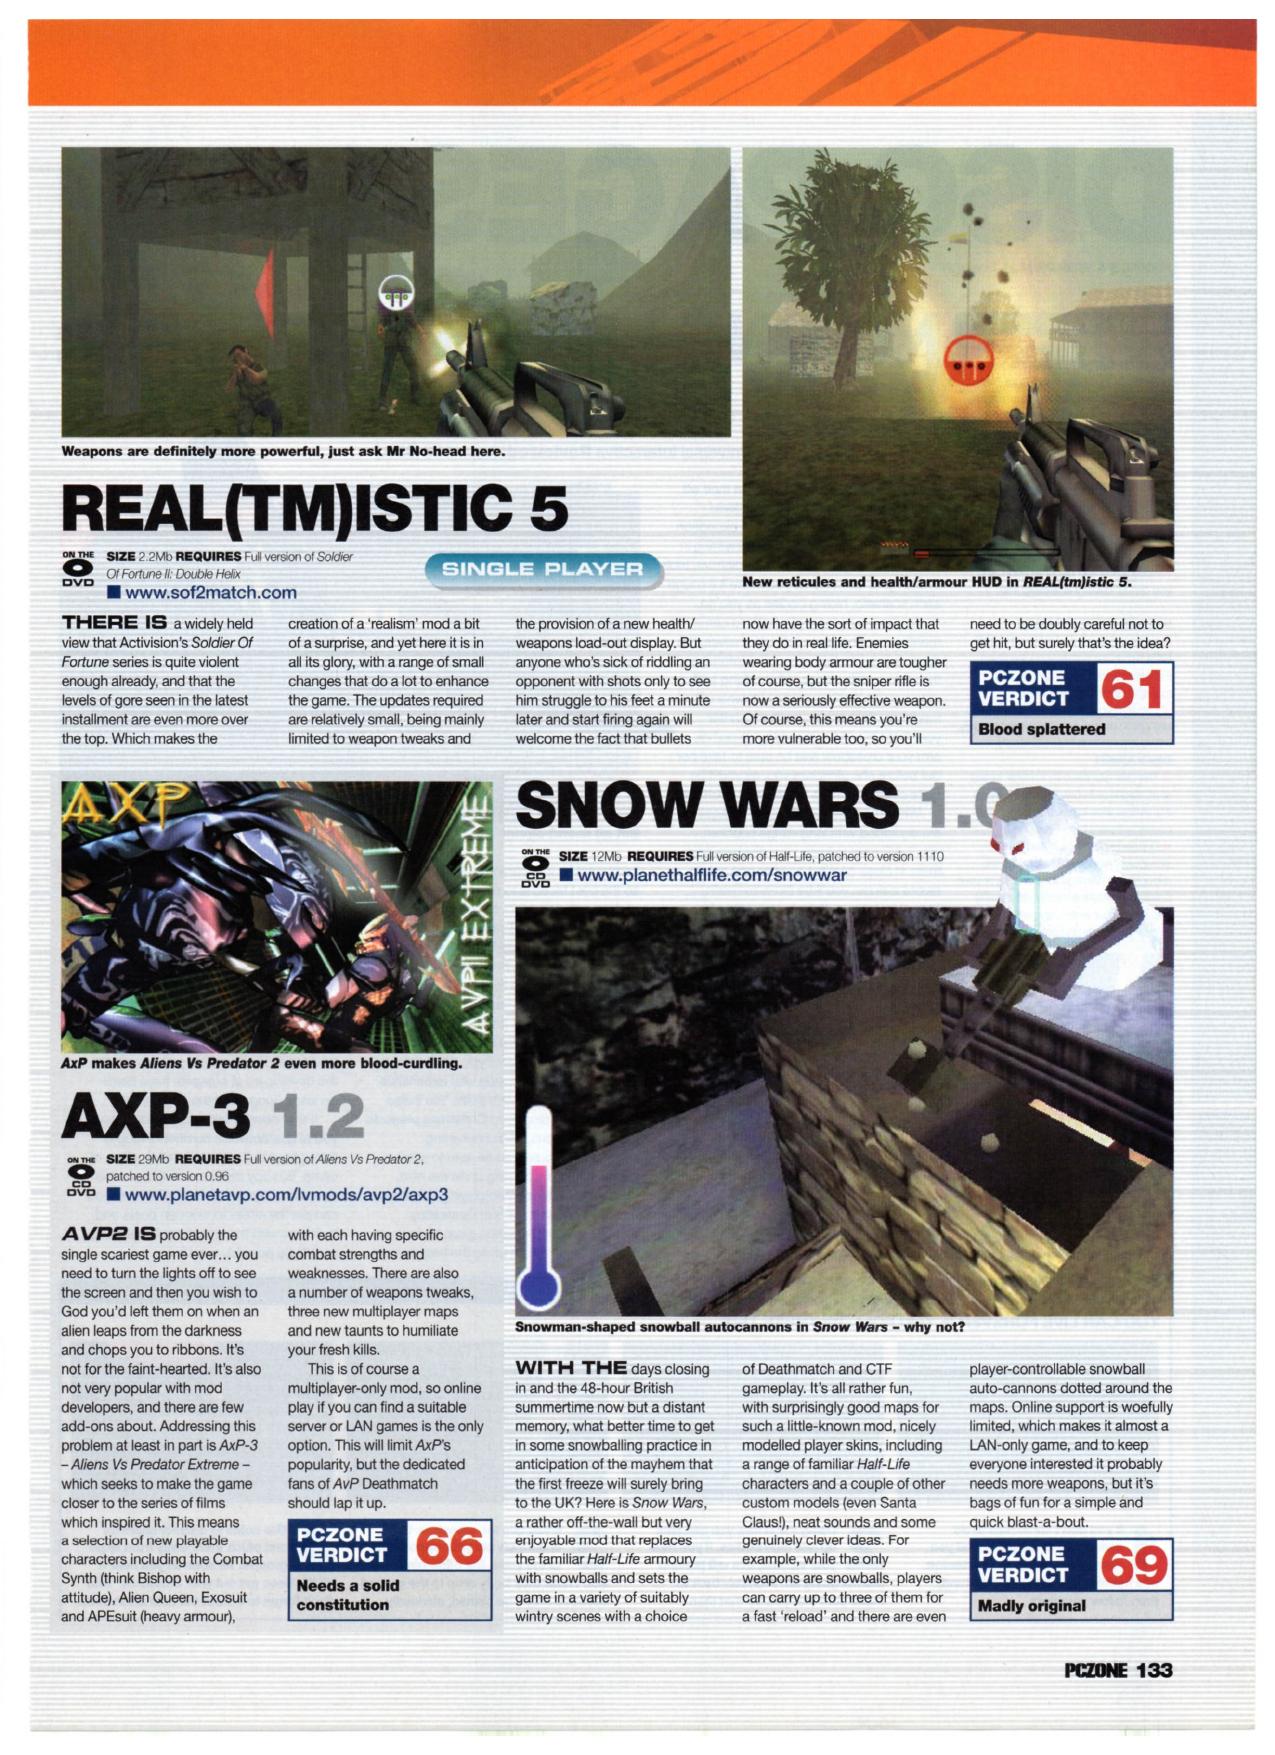 Weapons are definitely more powerful, just ask Mr No-head here.
New reticules and health/armour HUD in REAL(tm)istic 5.
REAL(TM)ISTIC 5
ON THE
DVD
SIZE 2.2Mb REQUIRES Full version of Soldier
Of Fortune II: Double Helix
www.sof2match.com
SINGLE PLAYER
THERE IS a widely held
view that Activision's Soldier Of
Fortune series is quite violent
enough already, and that the
levels of gore seen in the latest
installment are even more over
the top. Which makes the
creation of a 'realism' mod a bit
of a surprise, and yet here it is in
all its glory, with a range of small
changes that do a lot to enhance
the game. The updates required
are relatively small, being mainly
limited to weapon tweaks and
the provision of a new health/
weapons load-out display. But
anyone who's sick of riddling an
opponent with shots only to see
him struggle to his feet a minute
later and start firing again will
welcome the fact that bullets
now have the sort of impact that
they do in real life. Enemies
wearing body armour are tougher
of course, but the sniper rifle is
now a seriously effective weapon.
Of course, this means you're
more vulnerable too, so you'll
need to be doubly careful not to
get hit, but surely that's the idea?
PCZONE
VERDICT
61
Blood splattered
AXP
AVPII EXTREME
AxP makes Aliens Vs Predator 2 even more blood-curdling.
AXP-3 1.2
ON THE
CD
DVD
SIZE 29Mb REQUIRES Full version of Aliens Vs Predator 2,
patched to version 0.96
www.planetavp.com/lvmods/avp2/axp3
AVP2 IS probably the
single scariest game ever... you
need to turn the lights off to see
the screen and then you wish to
God you'd left them on when an
alien leaps from the darkness
and chops you to ribbons. It's
not for the faint-hearted. It's also
not very popular with mod
developers, and there are few
add-ons about. Addressing this
problem at least in part is AxP-3
– Aliens Vs Predator Extreme –
which seeks to make the game
closer to the series of films
which inspired it. This means
a selection of new playable
characters including the Combat
Synth (think Bishop with
attitude), Alien Queen, Exosuit
and APEsuit (heavy armour),
with each having specific
combat strengths and
weaknesses. There are also
a number of weapons tweaks,
three new multiplayer maps
and new taunts to humiliate
your fresh kills.
This is of course a
multiplayer-only mod, so online
play if you can find a suitable
server or LAN games is the only
option. This will limit AxP's
popularity, but the dedicated
fans of AvP Deathmatch
should lap it up.
PCZONE
VERDICT
66
Needs a solid
constitution
SNOW WARS 1.0
ON THE
CD
DVD
SIZE 12Mb REQUIRES Full version of Half-Life, patched to version 1110
www.planethalflife.com/snowwar
Snowman-shaped snowball autocannons in Snow Wars – why not?
WITH THE days closing
in and the 48-hour British
summertime now but a distant
memory, what better time to get
in some snowballing practice in
anticipation of the mayhem that
the first freeze will surely bring
to the UK? Here is Snow Wars,
a rather off-the-wall but very
enjoyable mod that replaces
the familiar Half-Life armoury
with snowballs and sets the
game in a variety of suitably
wintry scenes with a choice
of Deathmatch and CTF
gameplay. It's all rather fun,
with surprisingly good maps for
such a little-known mod, nicely
modelled player skins, including
a range of familiar Half-Life
characters and a couple of other
custom models (even Santa
Claus!), neat sounds and some
genuinely clever ideas. For
example, while the only
weapons are snowballs, players
can carry up to three of them for
a fast 'reload' and there are even
player-controllable snowball
auto-cannons dotted around the
maps. Online support is woefully
limited, which makes it almost a
LAN-only game, and to keep
everyone interested it probably
needs more weapons, but it's
bags of fun for a simple and
quick blast-a-bout.
PCZONE
VERDICT
69
Madly original
PCZONE 133